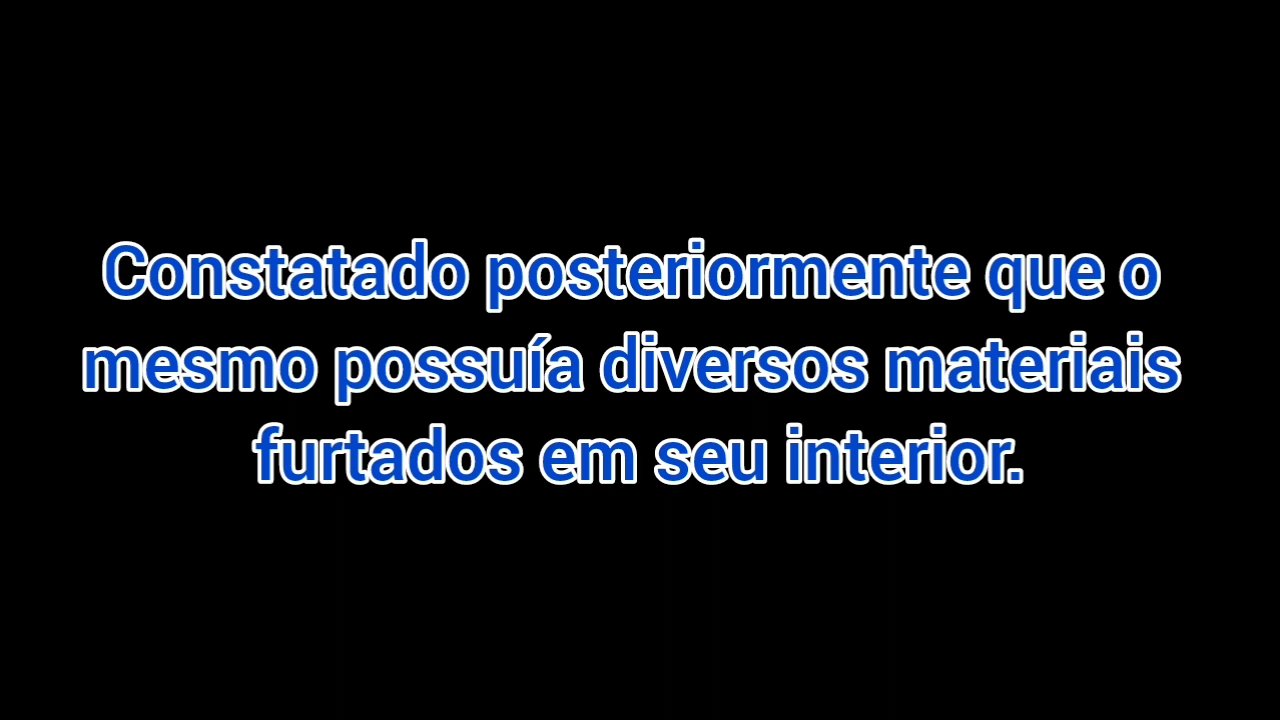 Constatado posteriormente que o
mesmo possuía diversos materiais
furtados em seu interior.